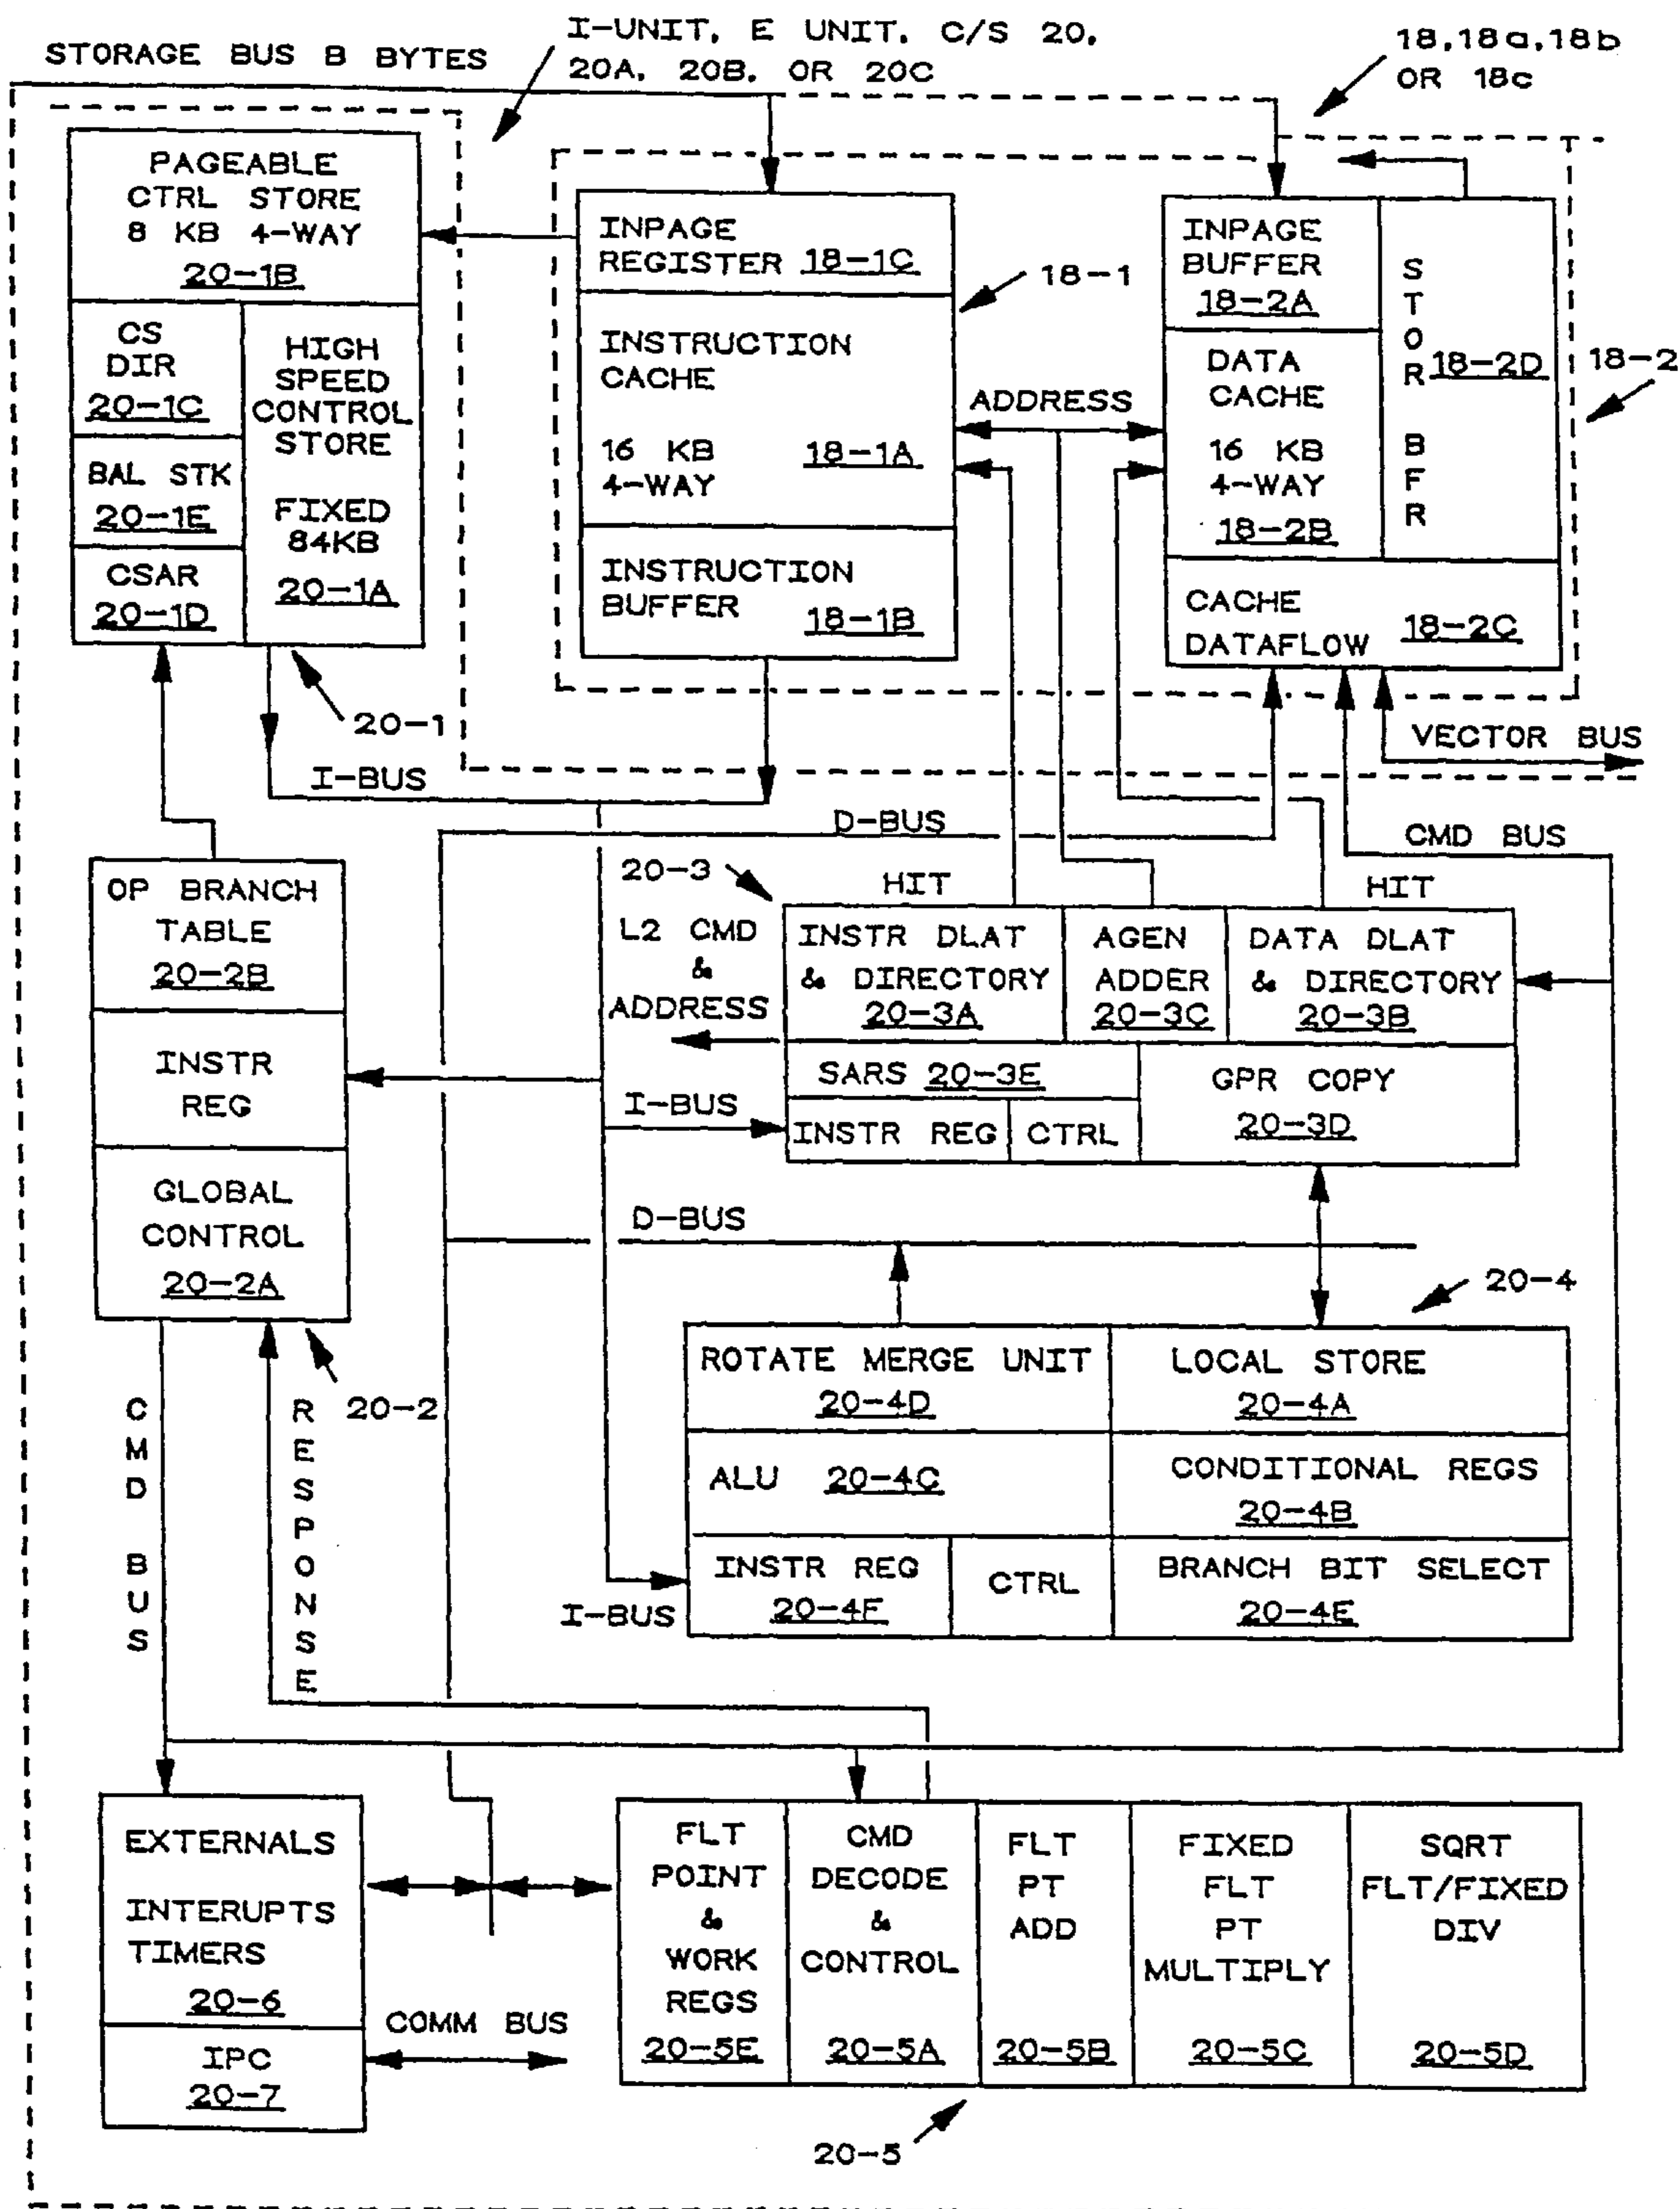 STORAGE BUS B BYTES
I-UNIT, E UNIT, C/S 20,
20A, 20B, OR 20C
18,18a,18b
OR 18c
PAGEABLE
CTRL STORE
8 KB 4-WAY
20-1B
CS
DIR
20-1C
BAL STK
20-1E
CSAR
20-1D
HIGH
SPEED
CONTROL
STORE
FIXED
84KB
20-1A
20-1
INPAGE
REGISTER 18-1C
INSTRUCTION
CACHE
16 KB 18-1A
4-WAY
INSTRUCTION
BUFFER 18-1B
18-1
ADDRESS
INPAGE
BUFFER
18-2A
DATA
CACHE
16 KB
4-WAY
18-2B
STOR BFR
18-2D
CACHE
DATAFLOW 18-2C
18-2
VECTOR BUS
I-BUS
D-BUS
CMD BUS
OP BRANCH
TABLE
20-2B
INSTR
REG
GLOBAL
CONTROL
20-2A
20-2
20-3
HIT
HIT
L2 CMD
&
ADDRESS
INSTR DLAT
& DIRECTORY
20-3A
AGEN
ADDER
20-3C
DATA DLAT
& DIRECTORY
20-3B
SARS 20-3E
INSTR REG
CTRL
GPR COPY
20-3D
I-BUS
D-BUS
20-4
ROTATE MERGE UNIT
20-4D
LOCAL STORE
20-4A
ALU 20-4C
CONDITIONAL REGS
20-4B
INSTR REG
20-4F
CTRL
BRANCH BIT SELECT
20-4E
I-BUS
CMD BUS
RESPONSE
EXTERNALS
INTERUPTS
TIMERS
20-6
IPC
20-7
COMM BUS
FLT
POINT
&
WORK
REGS
20-5E
CMD
DECODE
&
CONTROL
20-5A
FLT
PT
ADD
20-5B
FIXED
FLT
PT
MULTIPLY
20-5C
SQRT
FLT/FIXED
DIV
20-5D
20-5